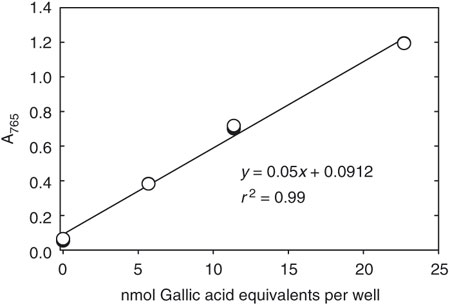 1.4
1.2
1.0
0.8
0.6
0.4
0.2
0.0
A765
y = 0.05x + 0.0912
r² = 0.99
0 5 10 15 20 25
nmol Gallic acid equivalents per well